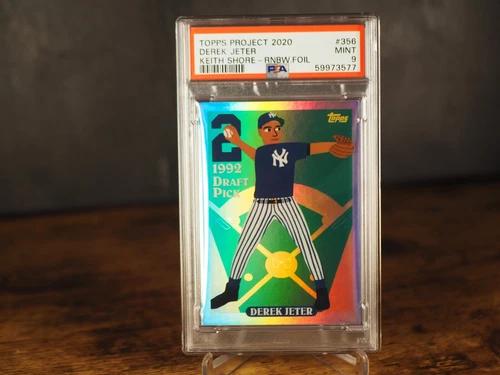 TOPPS PROJECT 2020 #356
DEREK JETER MINT
KEITH SHORE - RNBW.FOIL 9
PSA 59973577
Topps
2
1992
DRAFT
PICK
NY
NY
DEREK JETER